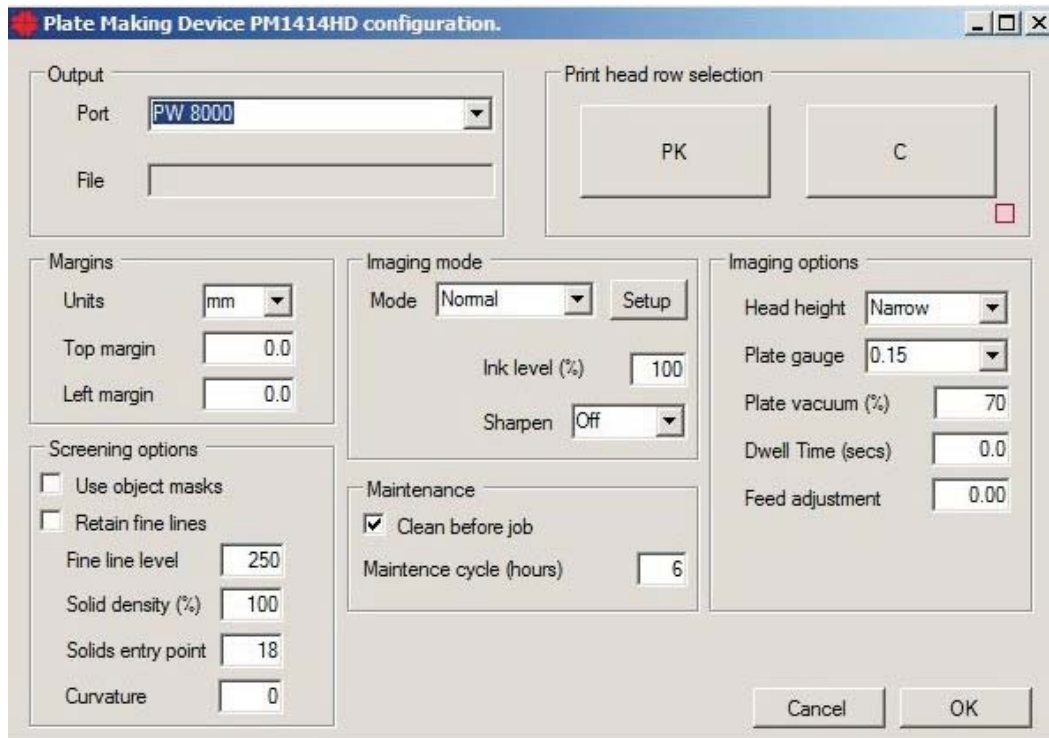 Plate Making Device PM1414HD configuration.
Output
Port PW 8000
File
Print head row selection
PK C
Margins
Units mm
Top margin 0.0
Left margin 0.0
Imaging mode
Mode Normal Setup
Ink level (%) 100
Sharpen Off
Imaging options
Head height Narrow
Plate gauge 0.15
Plate vacuum (%) 70
Dwell Time (secs) 0.0
Feed adjustment 0.00
Screening options
Use object masks
Retain fine lines
Fine line level 250
Solid density (%) 100
Solids entry point 18
Curvature 0
Maintenance
Clean before job
Maintence cycle (hours) 6
Cancel OK